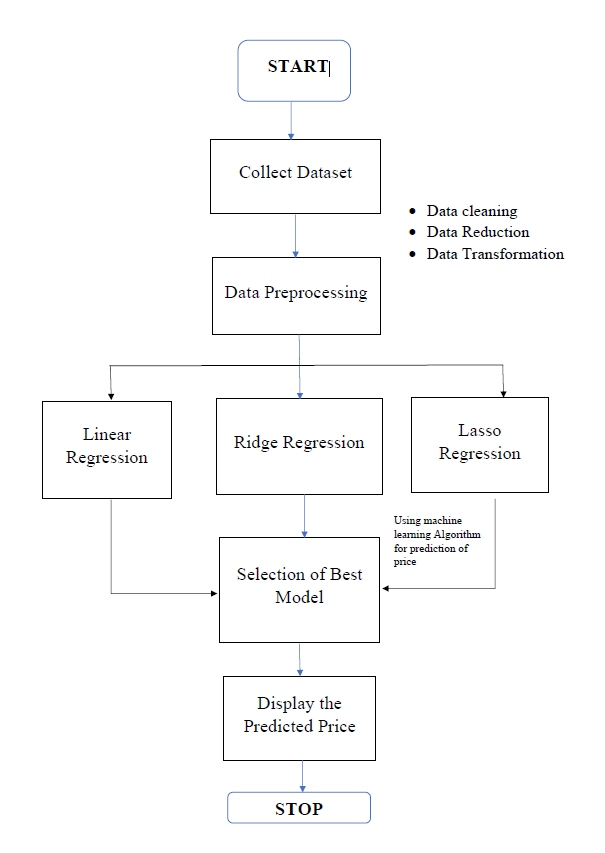 START
Collect Dataset
• Data cleaning
• Data Reduction
• Data Transformation
Data Preprocessing
Linear
Regression
Ridge Regression
Lasso
Regression
Using machine
learning Algorithm
for prediction of
price
Selection of Best
Model
Display the
Predicted Price
STOP